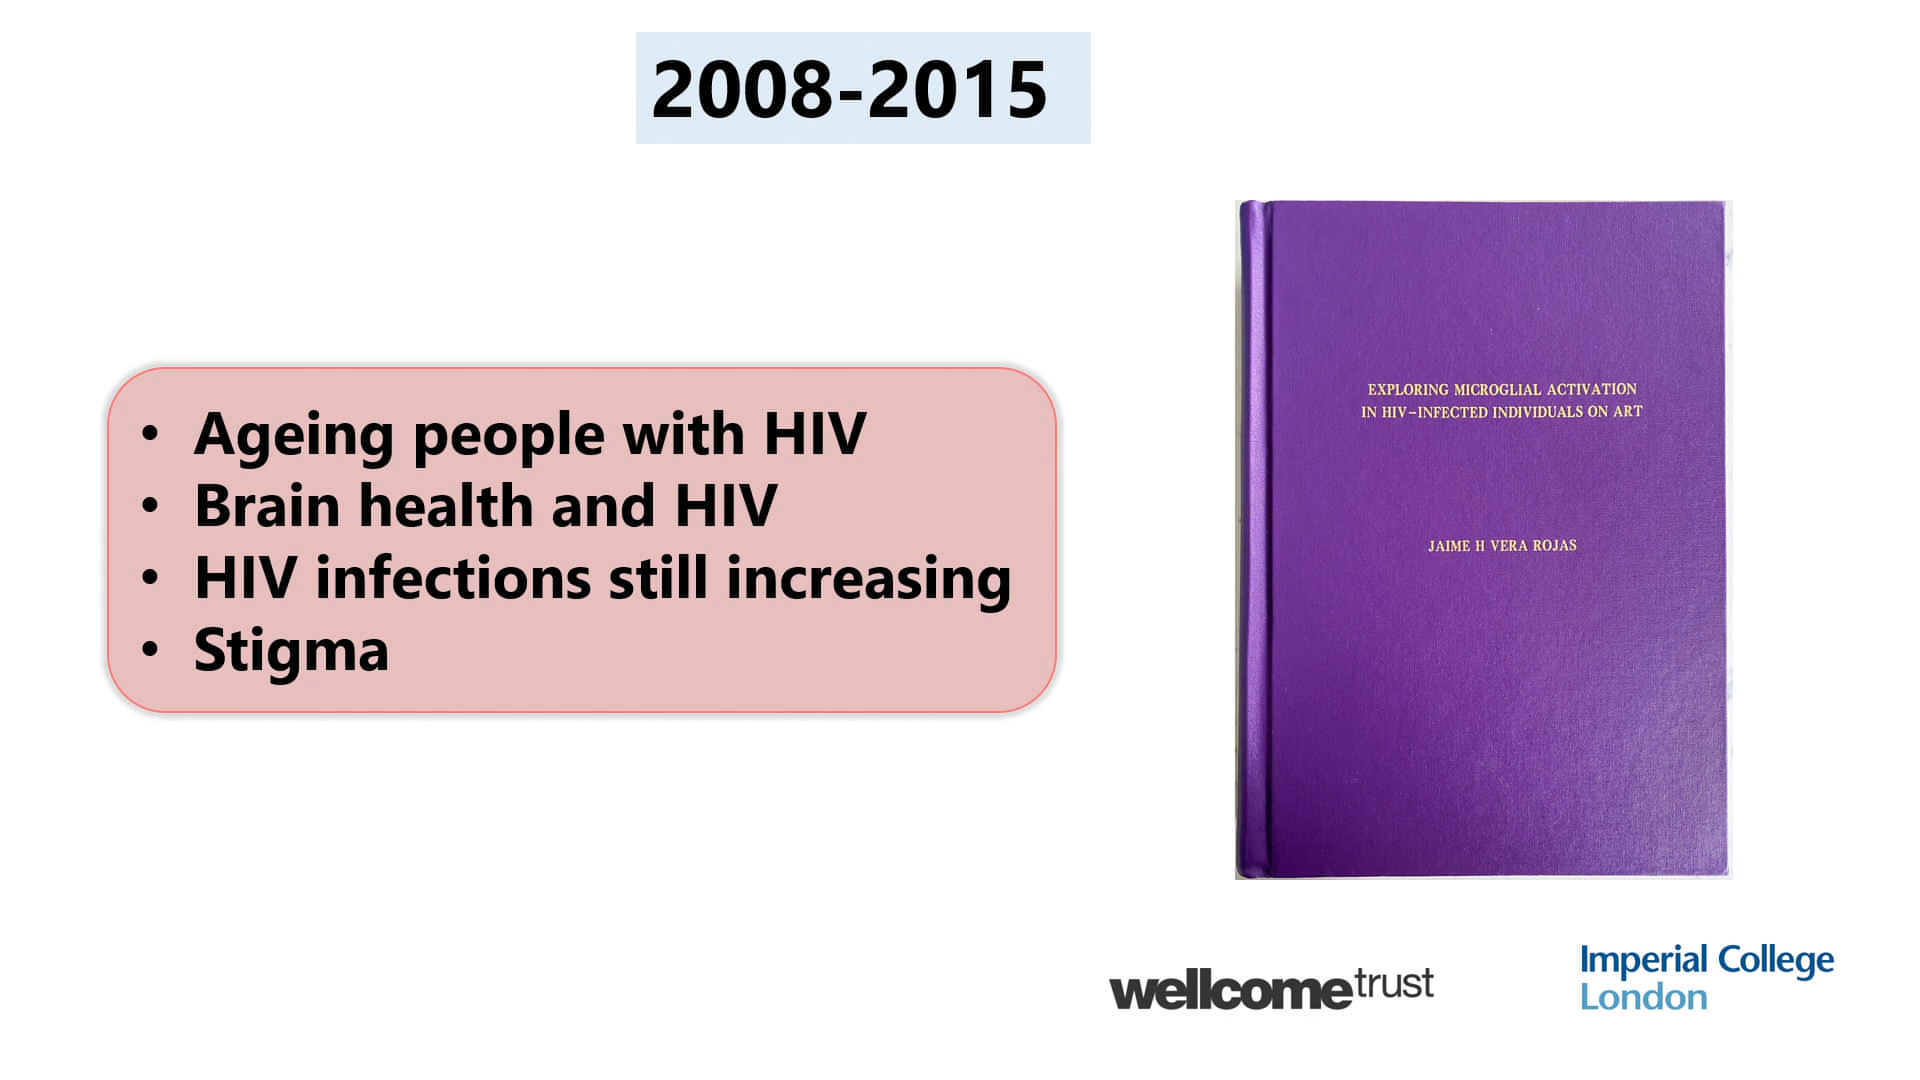 2008-2015
• Ageing people with HIV
• Brain health and HIV
• HIV infections still increasing
• Stigma
EXPLORING MICROGLIAL ACTIVATION
IN HIV-INFECTED INDIVIDUALS ON ART
JAIME H VERA ROJAS
wellcometrust
Imperial College
London